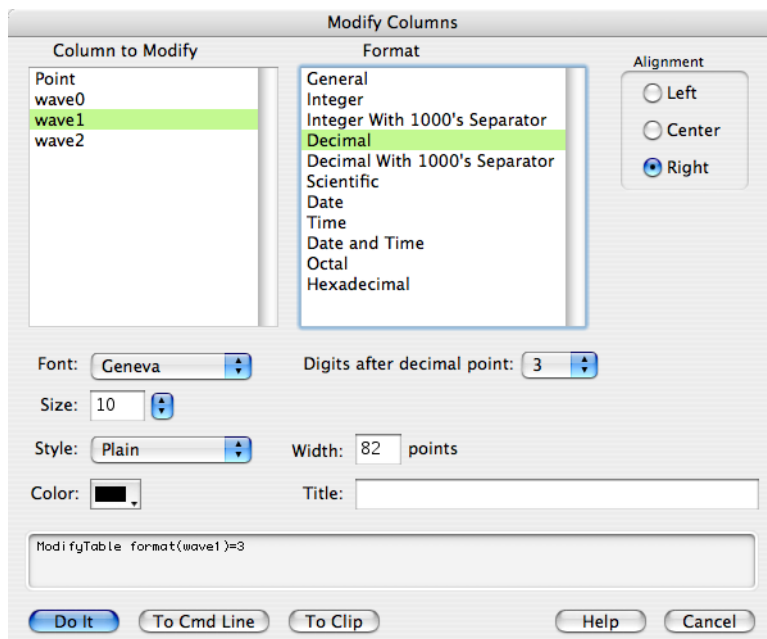 Modify Columns
Column to Modify
Point
wave0
wave1
wave2
Format
General
Integer
Integer With 1000's Separator
Decimal
Decimal With 1000's Separator
Scientific
Date
Time
Date and Time
Octal
Hexadecimal
Alignment
Left
Center
Right
Font: Geneva
Digits after decimal point: 3
Size: 10
Style: Plain
Width: 82 points
Color:
Title:
ModifyTable format(wave1)=3
Do It
To Cmd Line
To Clip
Help
Cancel